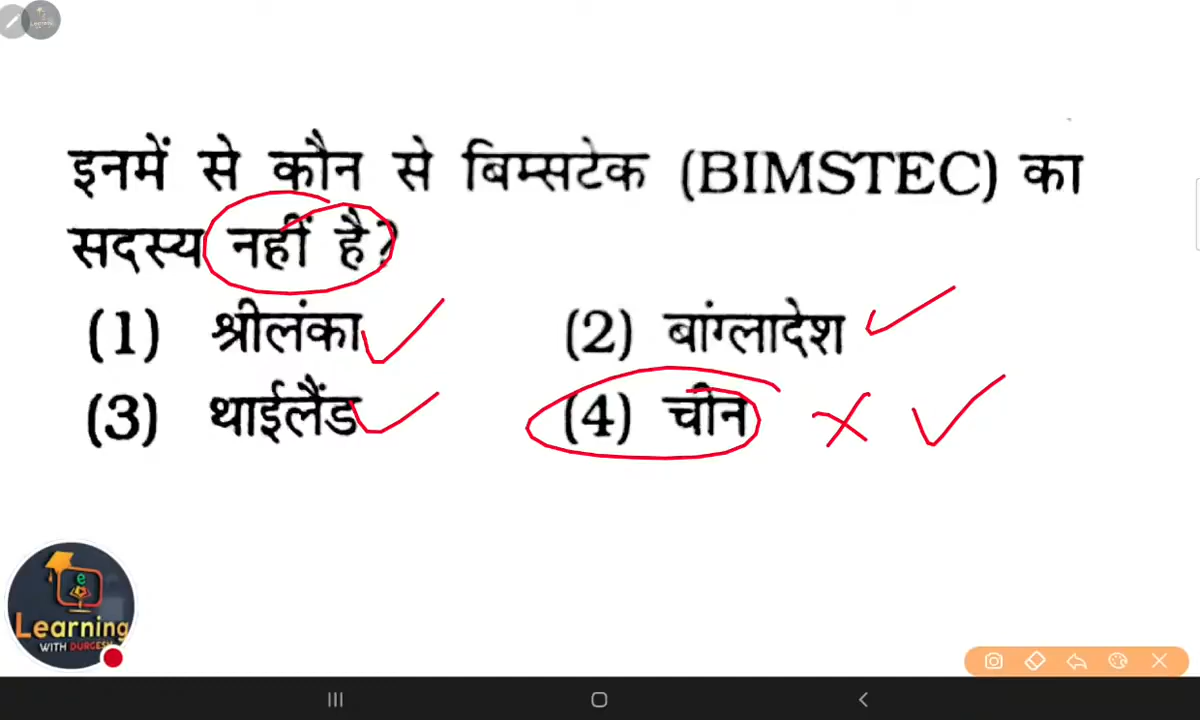 इनमें से कौन से बिम्सटेक (BIMSTEC) का
सदस्य नहीं है?
(1) श्रीलंका (2) बांग्लादेश
(3) थाईलैंड (4) चीन
e
Learning
WITH DURGESH